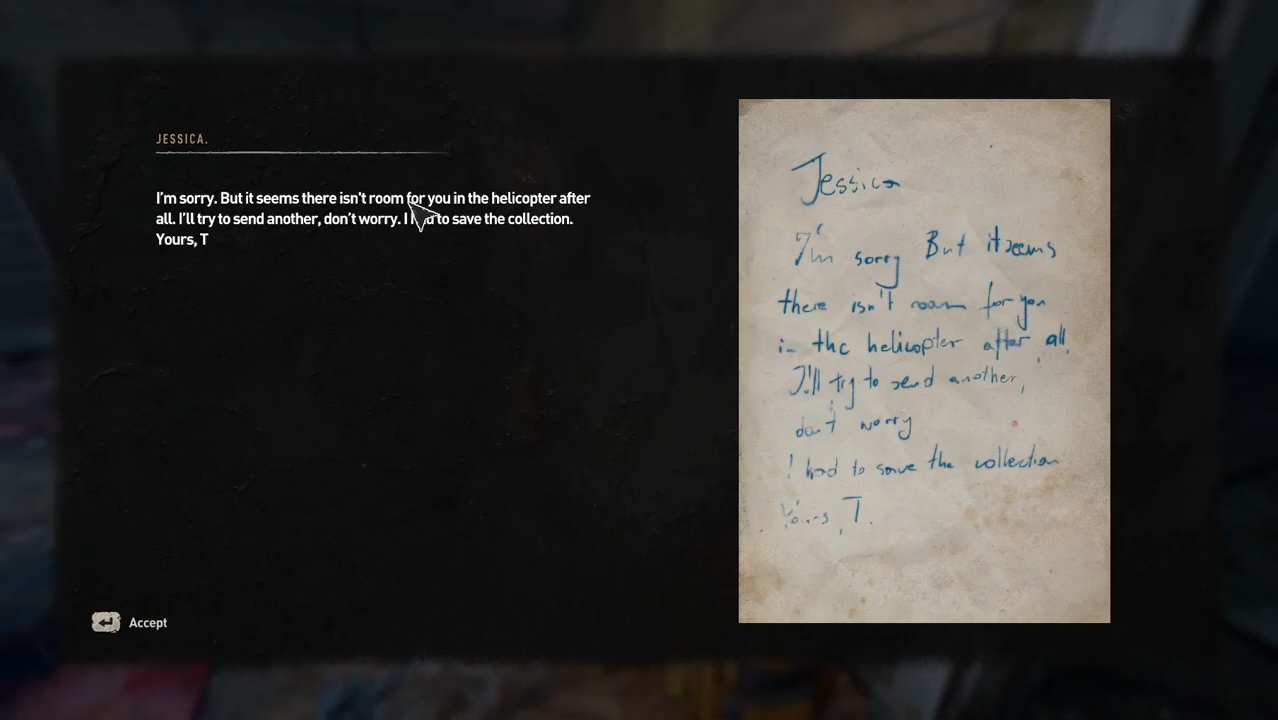 JESSICA.
I'm sorry. But it seems there isn't room for you in the helicopter after
all. I'll try to send another, don't worry. I had to save the collection.
Yours, T
Jessica
I'm sorry But it seems
there isn't room for you
in the helicopter after all,
I'll try to send another,
don't worry
I had to save the collection
Yours, T.
Accept